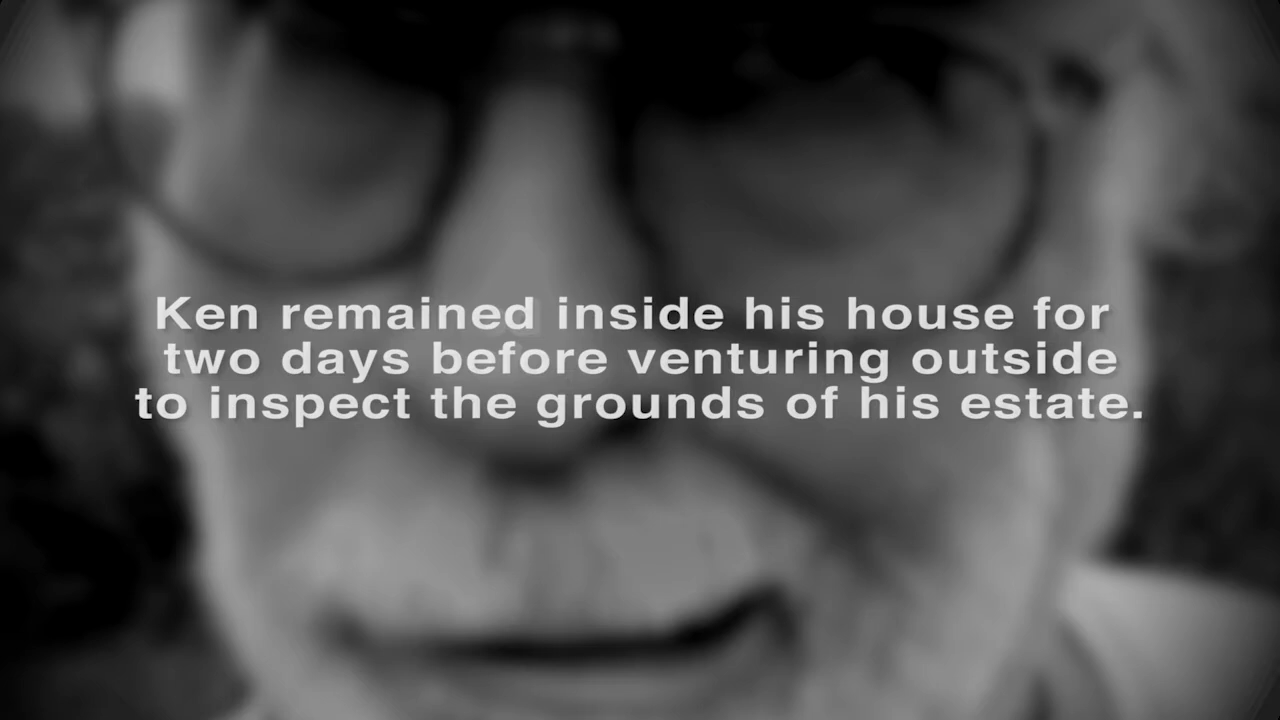 Ken remained inside his house for
two days before venturing outside
to inspect the grounds of his estate.